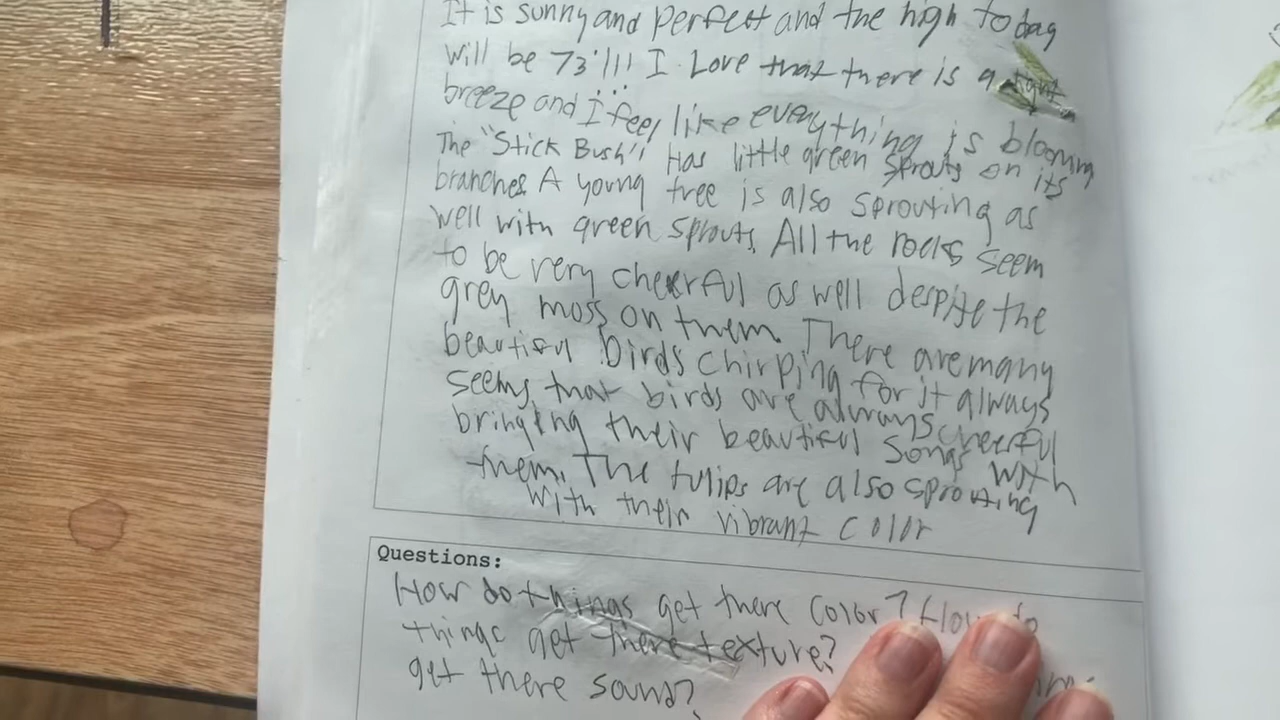 It is sunny and perfect and the high today
will be 73°!!! I Love that there is a
breeze and I feel like everything is blooming
The "Stick Bush" Has little green sprouts on its
branches. A young tree is also sprouting as
well with green sprouts. All the rocks seem
to be very cheerful as well despite the
grey moss on them. There are many
beautiful birds chirping for it always
seems that birds are always cheerful
bringing their beautiful songs with
them. The tulips are also sprouting
with their vibrant color
Questions:
How do things get there color? How do
things get there texture?
get there sound?